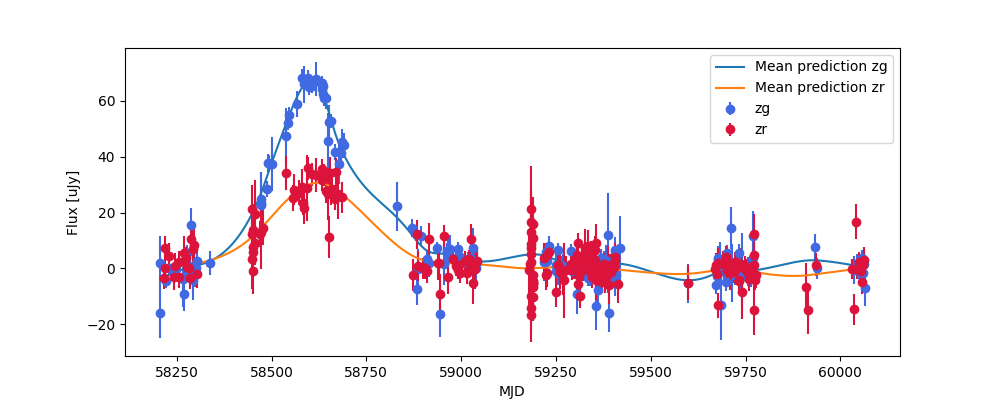 Mean prediction zg
Mean prediction zr
zg
zr
Flux [uJy]
60
40
20
0
−20
58250
58500
58750
59000
59250
59500
59750
60000
MJD